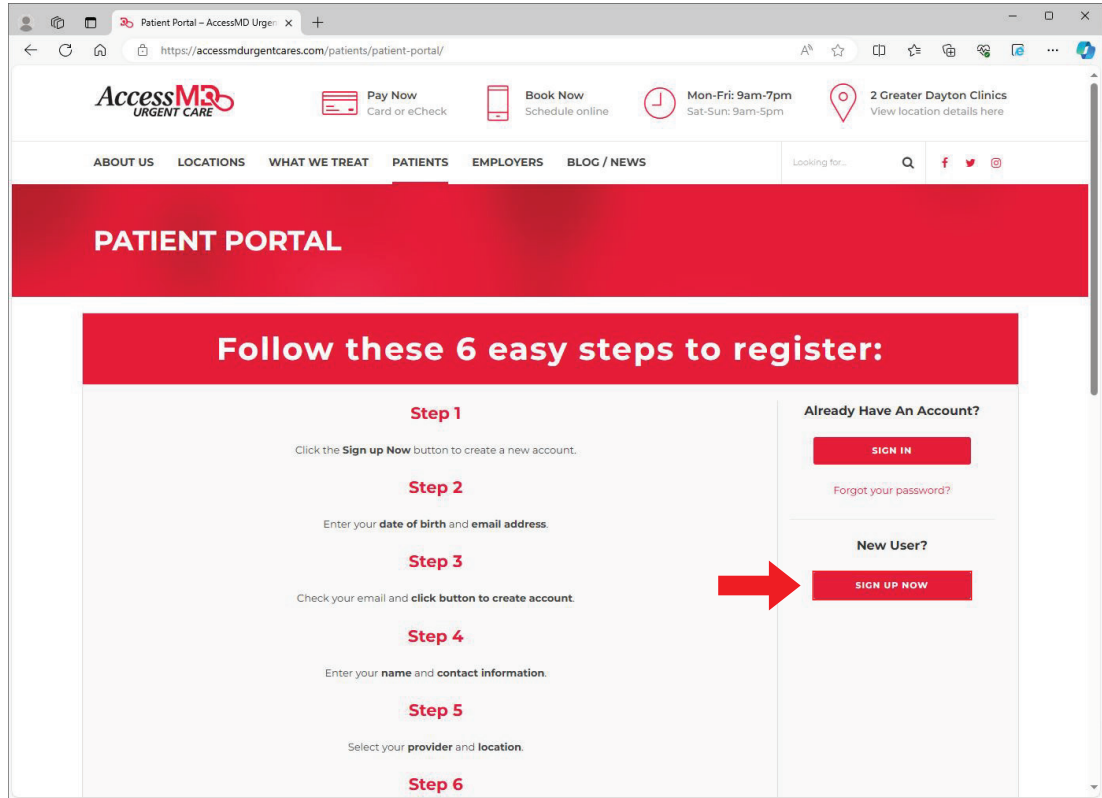 Patient Portal – AccessMD Urgen
https://accessmdurgentcares.com/patients/patient-portal/
AccessMD
URGENT CARE
Pay Now
Card or eCheck
Book Now
Schedule online
Mon-Fri: 9am-7pm
Sat-Sun: 9am-5pm
2 Greater Dayton Clinics
View location details here
ABOUT US LOCATIONS WHAT WE TREAT PATIENTS EMPLOYERS BLOG / NEWS
Looking for...
PATIENT PORTAL
Follow these 6 easy steps to register:
Step 1
Click the Sign up Now button to create a new account.
Step 2
Enter your date of birth and email address.
Step 3
Check your email and click button to create account.
Step 4
Enter your name and contact information.
Step 5
Select your provider and location.
Step 6
Already Have An Account?
SIGN IN
Forgot your password?
New User?
SIGN UP NOW